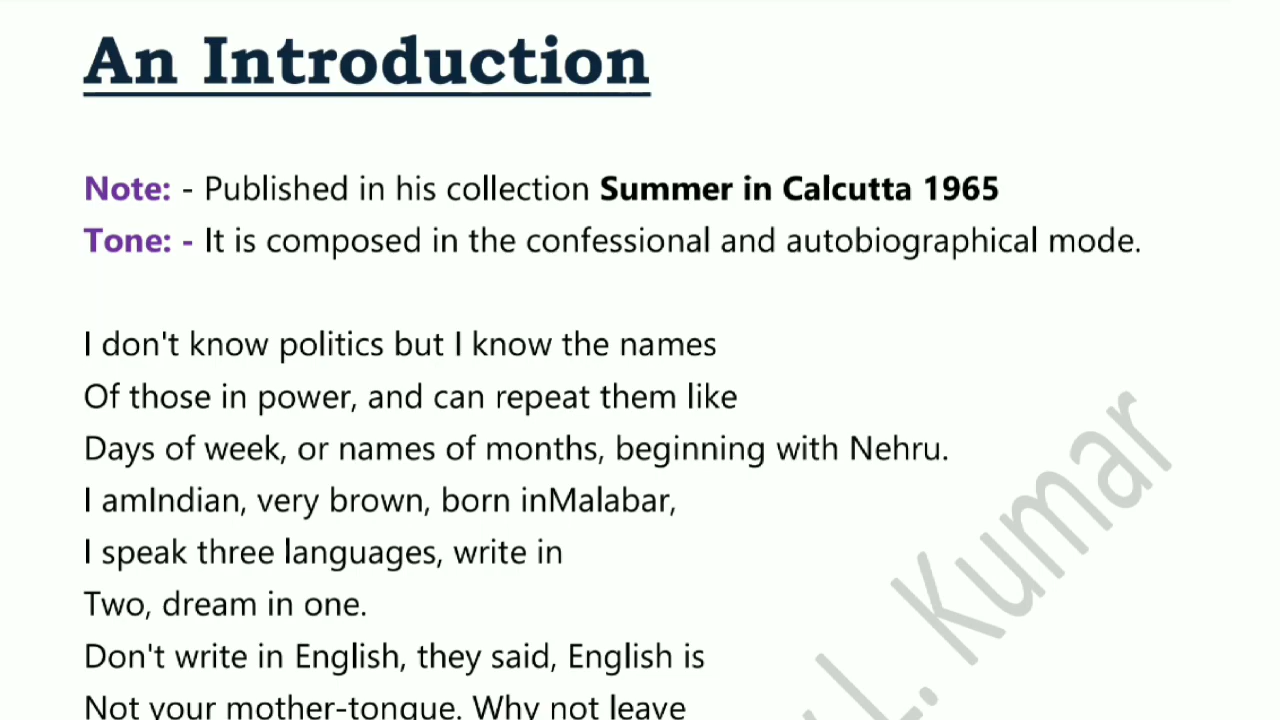 An Introduction
Note: - Published in his collection Summer in Calcutta 1965
Tone: - It is composed in the confessional and autobiographical mode.
I don't know politics but I know the names
Of those in power, and can repeat them like
Days of week, or names of months, beginning with Nehru.
I amIndian, very brown, born inMalabar,
I speak three languages, write in
Two, dream in one.
Don't write in English, they said, English is
Not your mother-tongue. Why not leave
L. Kumar